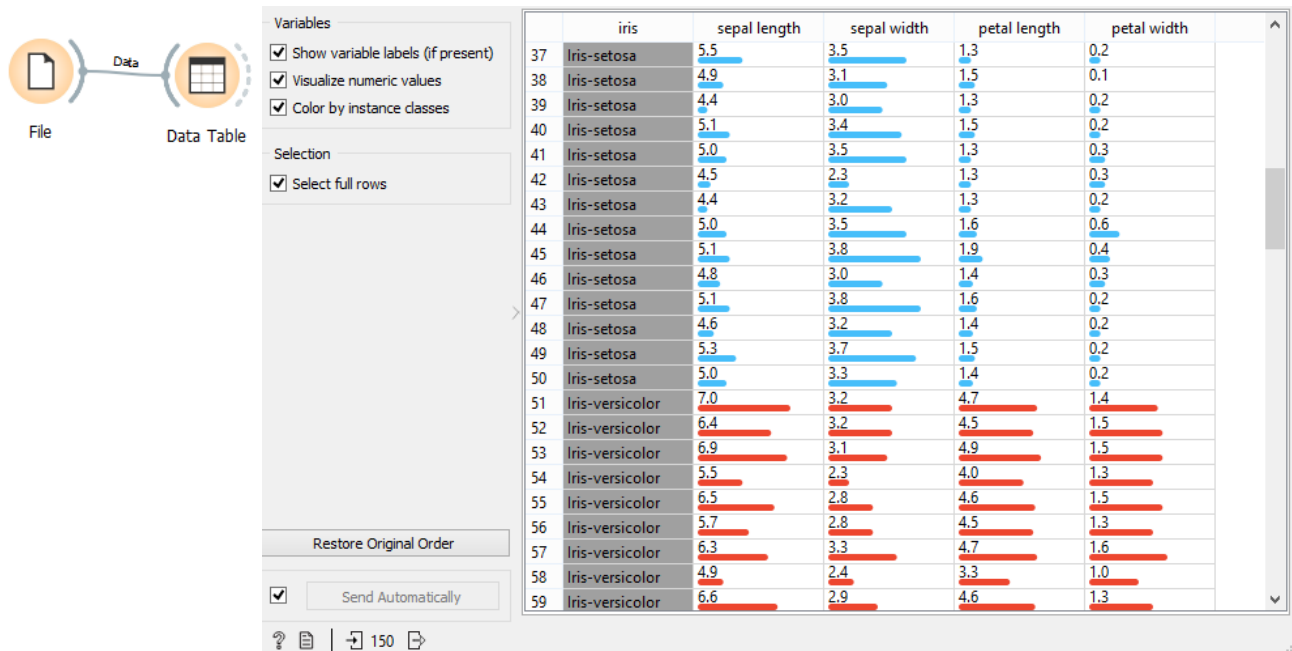 Data
File
Data Table
Variables
Show variable labels (if present)
Visualize numeric values
Color by instance classes
Selection
Select full rows
Restore Original Order
Send Automatically
? 150
iris sepal length sepal width petal length petal width
37 Iris-setosa 5.5 3.5 1.3 0.2
38 Iris-setosa 4.9 3.1 1.5 0.1
39 Iris-setosa 4.4 3.0 1.3 0.2
40 Iris-setosa 5.1 3.4 1.5 0.2
41 Iris-setosa 5.0 3.5 1.3 0.3
42 Iris-setosa 4.5 2.3 1.3 0.3
43 Iris-setosa 4.4 3.2 1.3 0.2
44 Iris-setosa 5.0 3.5 1.6 0.6
45 Iris-setosa 5.1 3.8 1.9 0.4
46 Iris-setosa 4.8 3.0 1.4 0.3
47 Iris-setosa 5.1 3.8 1.6 0.2
48 Iris-setosa 4.6 3.2 1.4 0.2
49 Iris-setosa 5.3 3.7 1.5 0.2
50 Iris-setosa 5.0 3.3 1.4 0.2
51 Iris-versicolor 7.0 3.2 4.7 1.4
52 Iris-versicolor 6.4 3.2 4.5 1.5
53 Iris-versicolor 6.9 3.1 4.9 1.5
54 Iris-versicolor 5.5 2.3 4.0 1.3
55 Iris-versicolor 6.5 2.8 4.6 1.5
56 Iris-versicolor 5.7 2.8 4.5 1.3
57 Iris-versicolor 6.3 3.3 4.7 1.6
58 Iris-versicolor 4.9 2.4 3.3 1.0
59 Iris-versicolor 6.6 2.9 4.6 1.3